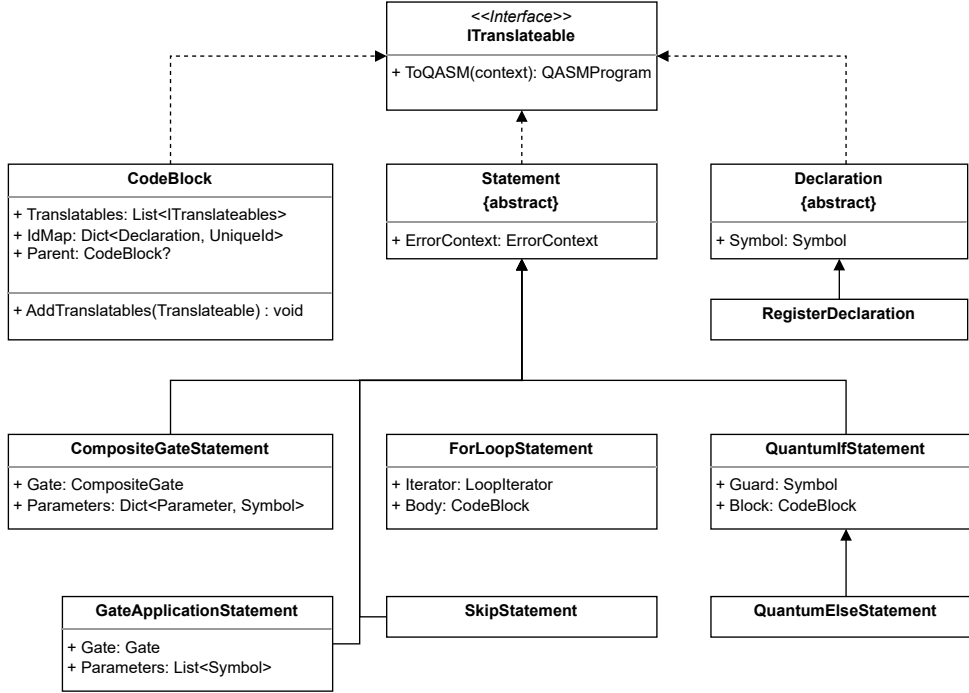 <<Interface>>
ITranslateable
+ ToQASM(context): QASMProgram
CodeBlock
+ Translatables: List<ITranslateables>
+ IdMap: Dict<Declaration, UniqueId>
+ Parent: CodeBlock?
+ AddTranslatables(Translateable) : void
Statement
{abstract}
+ ErrorContext: ErrorContext
Declaration
{abstract}
+ Symbol: Symbol
RegisterDeclaration
CompositeGateStatement
+ Gate: CompositeGate
+ Parameters: Dict<Parameter, Symbol>
ForLoopStatement
+ Iterator: LoopIterator
+ Body: CodeBlock
QuantumIfStatement
+ Guard: Symbol
+ Block: CodeBlock
GateApplicationStatement
+ Gate: Gate
+ Parameters: List<Symbol>
SkipStatement
QuantumElseStatement